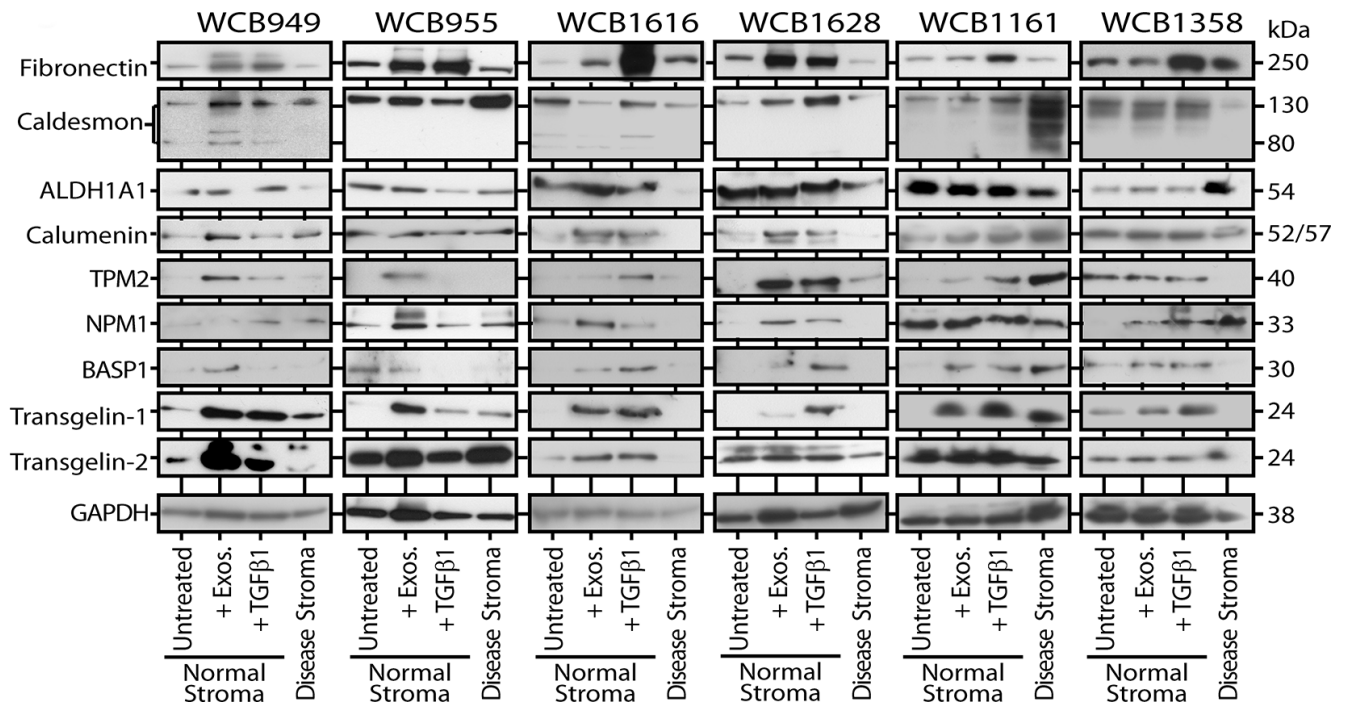 WCB949 WCB955 WCB1616 WCB1628 WCB1161 WCB1358 kDa
Fibronectin 250
Caldesmon 130
80
ALDH1A1 54
Calumenin 52/57
TPM2 40
NPM1 33
BASP1 30
Transgelin-1 24
Transgelin-2 24
GAPDH 38
Untreated + Exos. + TGFβ1 Disease Stroma Untreated + Exos. + TGFβ1 Disease Stroma Untreated + Exos. + TGFβ1 Disease Stroma Untreated + Exos. + TGFβ1 Disease Stroma Untreated + Exos. + TGFβ1 Disease Stroma Untreated + Exos. + TGFβ1 Disease Stroma
Normal Normal Normal Normal Normal Normal
Stroma Stroma Stroma Stroma Stroma Stroma